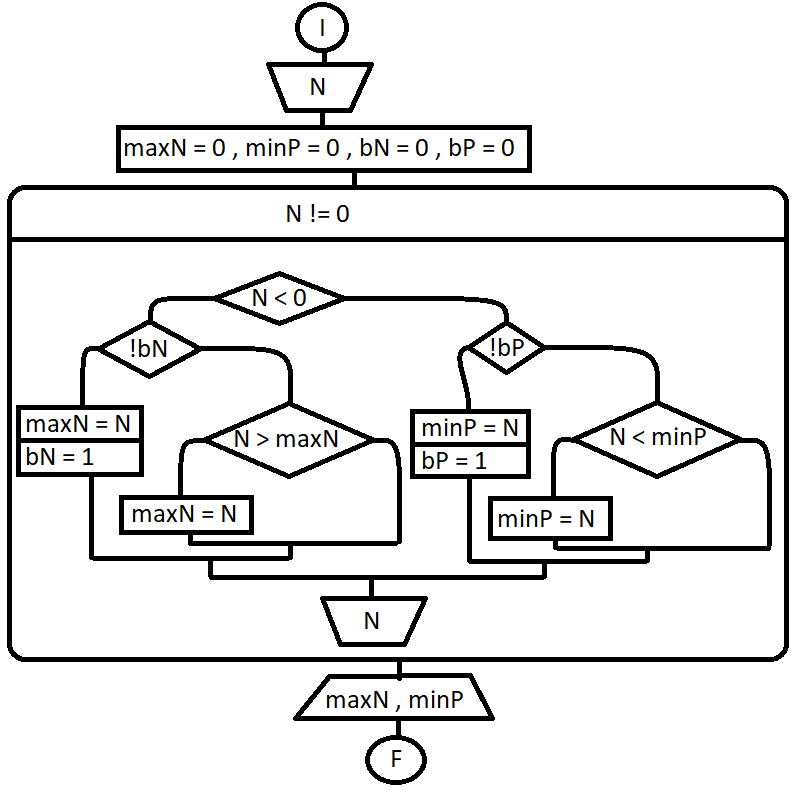 I
N
maxN = 0 , minP = 0 , bN = 0 , bP = 0
N != 0
N < 0
!bN
!bP
maxN = N
bN = 1
N > maxN
minP = N
bP = 1
N < minP
maxN = N
minP = N
N
maxN , minP
F